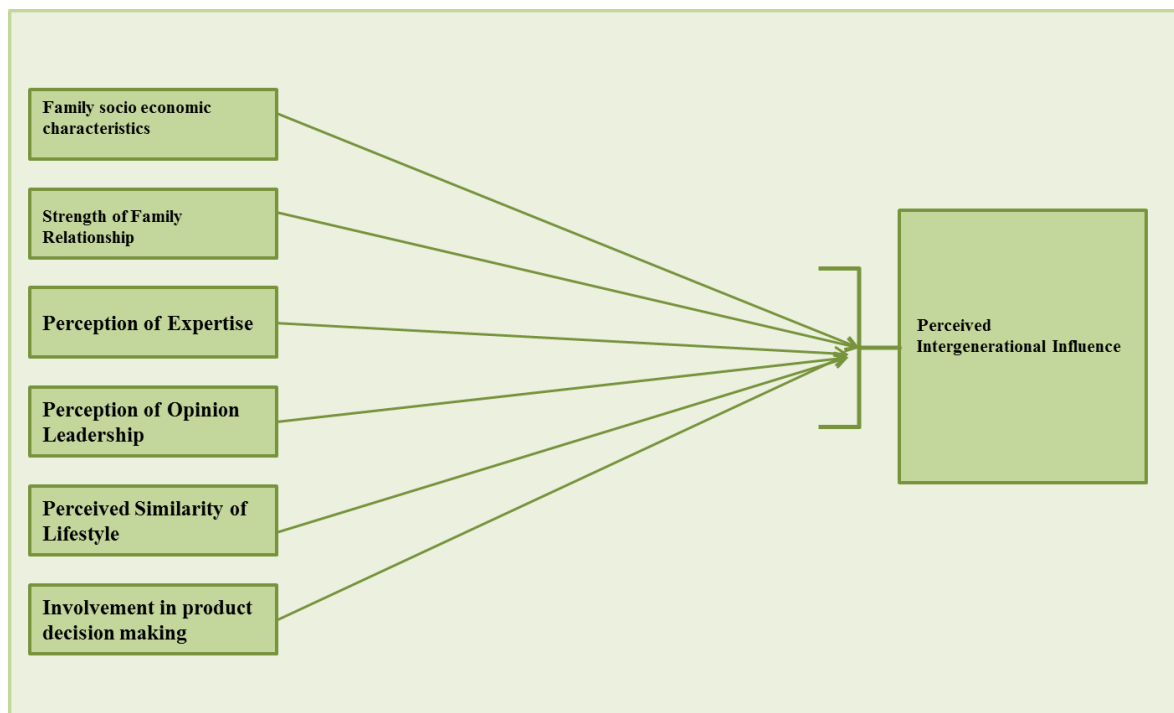 Family socio economic
characteristics
Strength of Family
Relationship
Perception of Expertise
Perception of Opinion
Leadership
Perceived Similarity of
Lifestyle
Involvement in product
decision making
Perceived
Intergenerational Influence